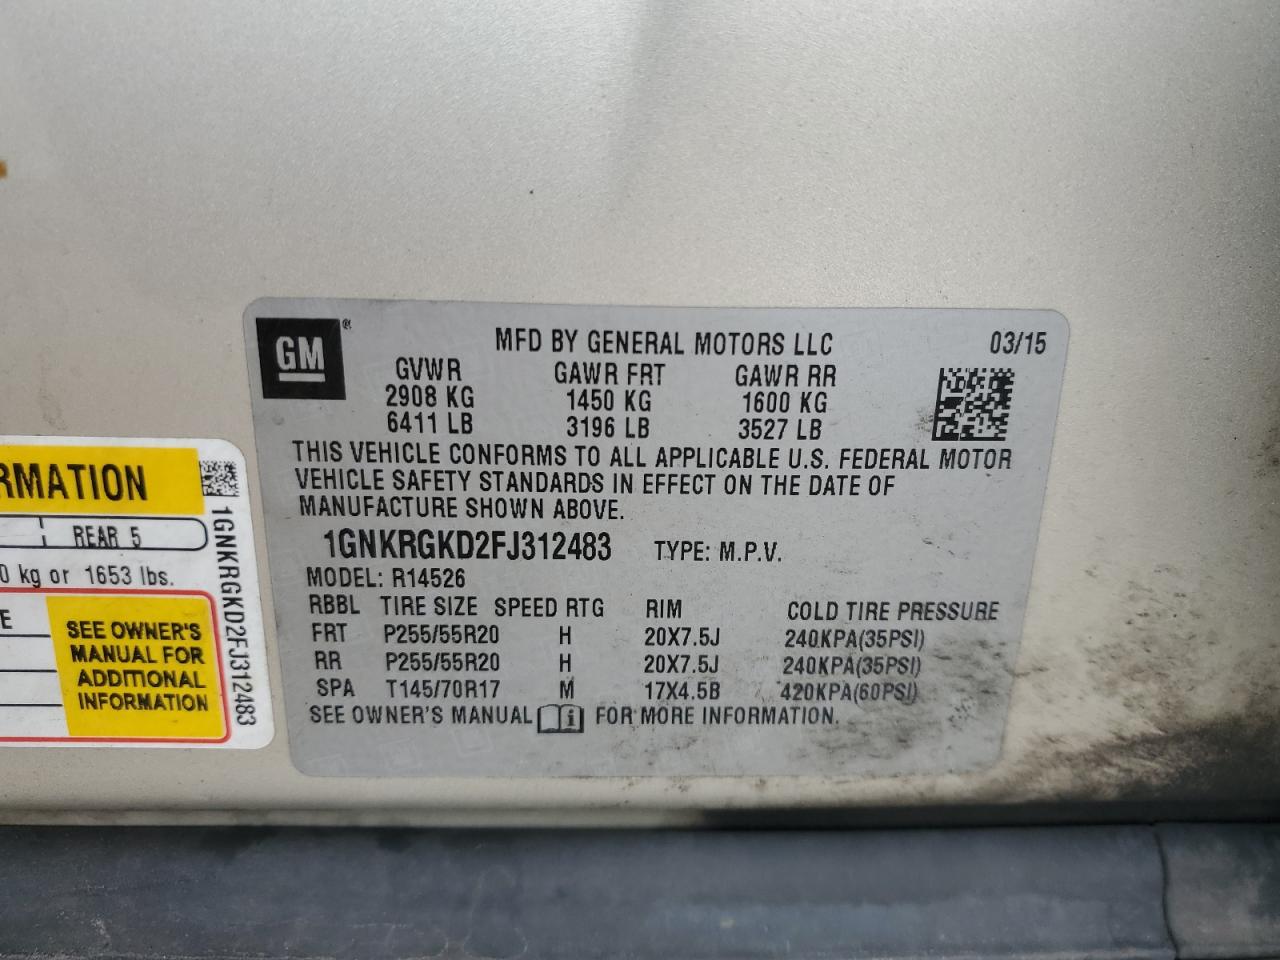 GM®
MFD BY GENERAL MOTORS LLC 03/15
GVWR GAWR FRT GAWR RR
2908 KG 1450 KG 1600 KG
6411 LB 3196 LB 3527 LB
THIS VEHICLE CONFORMS TO ALL APPLICABLE U.S. FEDERAL MOTOR
VEHICLE SAFETY STANDARDS IN EFFECT ON THE DATE OF
MANUFACTURE SHOWN ABOVE.
1GNKRGKD2FJ312483 TYPE: M.P.V.
MODEL: R14526
RBBL TIRE SIZE SPEED RTG RIM COLD TIRE PRESSURE
FRT P255/55R20 H 20X7.5J 240KPA(35PSI)
RR P255/55R20 H 20X7.5J 240KPA(35PSI)
SPA T145/70R17 M 17X4.5B 420KPA(60PSI)
SEE OWNER'S MANUAL FOR MORE INFORMATION.
RMATION
REAR 5
0 kg or 1653 lbs.
E
SEE OWNER'S
MANUAL FOR
ADDITIONAL
INFORMATION
1GNKRGKD2FJ312483